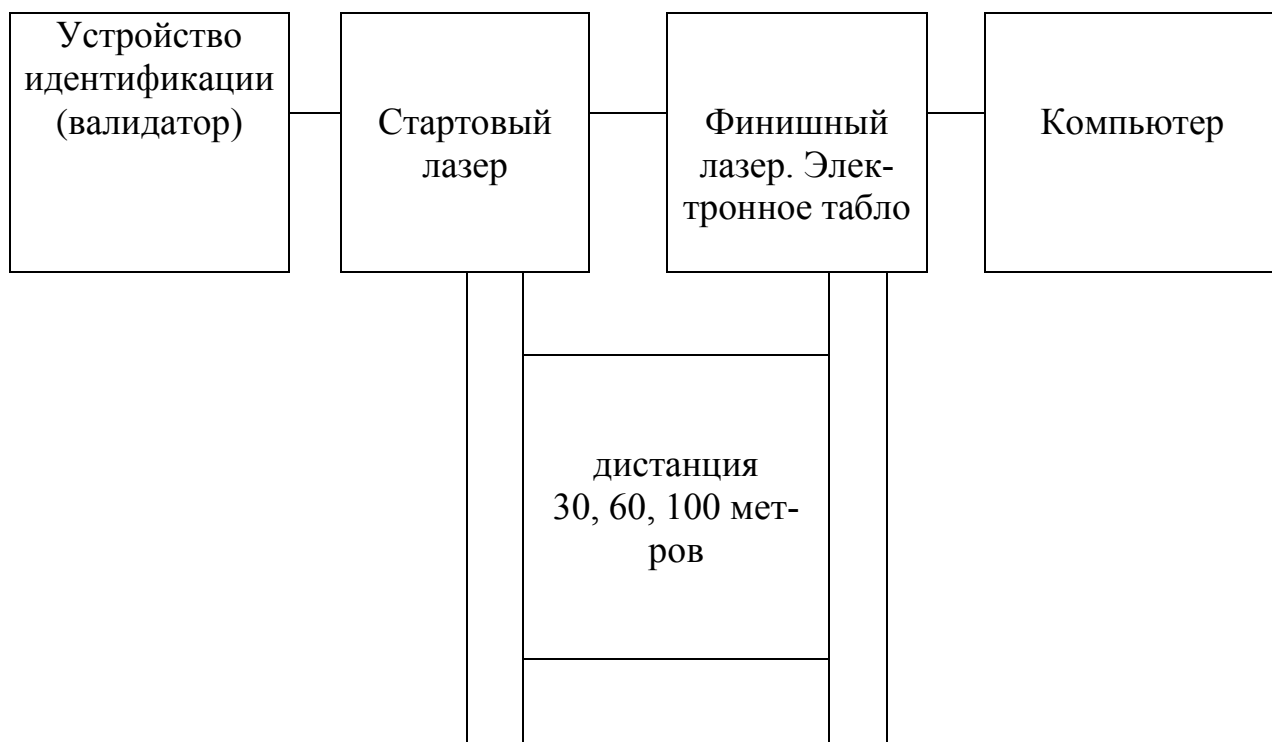 Устройство
идентификации
(валидатор)
Стартовый
лазер
Финишный
лазер. Элек-
тронное табло
Компьютер
дистанция
30, 60, 100 мет-
ров